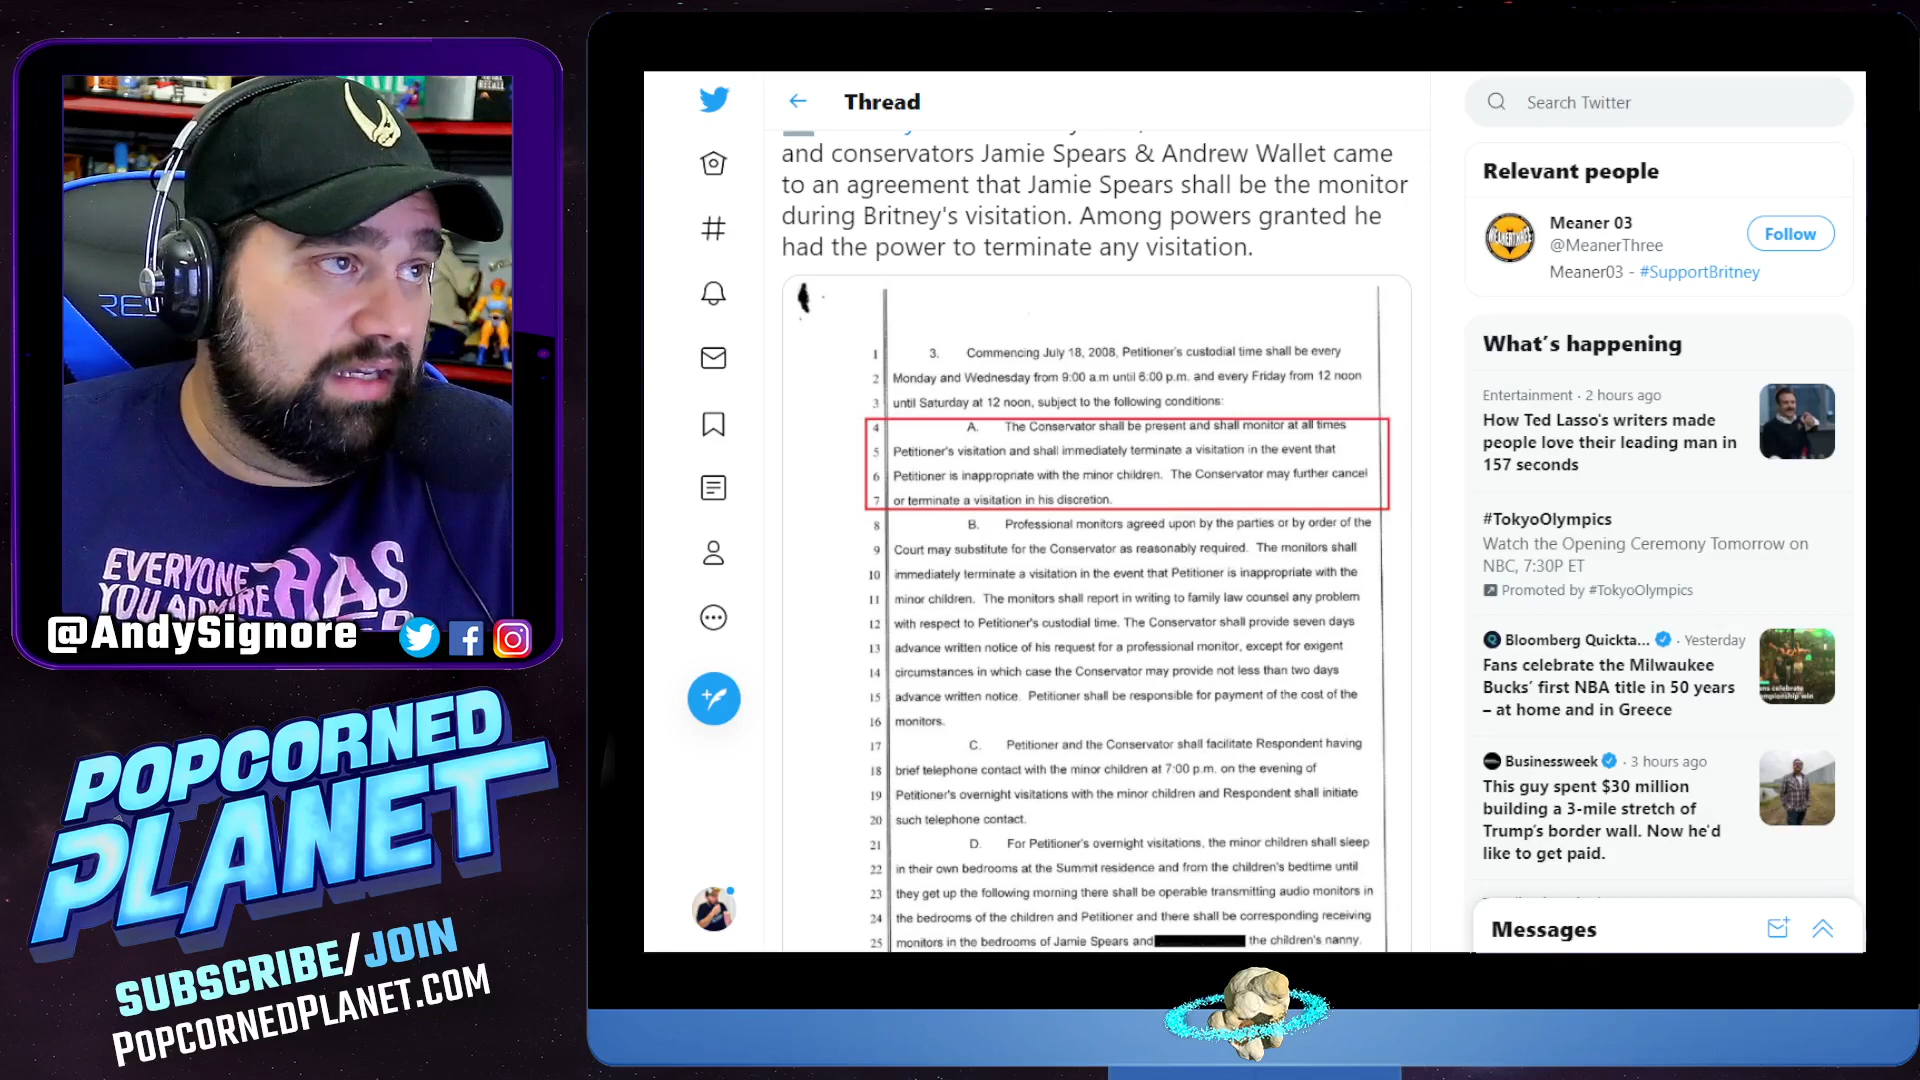 RES
EVERYONE
YOU ADMIRE
HAS
@AndySignore
POPCORNED
PLANET
SUBSCRIBE/JOIN
POPCORNEDPLANET.COM
Thread
and conservators Jamie Spears & Andrew Wallet came
to an agreement that Jamie Spears shall be the monitor
during Britney's visitation. Among powers granted he
had the power to terminate any visitation.
1 3. Commencing July 18, 2008, Petitioner's custodial time shall be every
2 Monday and Wednesday from 9:00 a.m until 6:00 p.m. and every Friday from 12 noon
3 until Saturday at 12 noon, subject to the following conditions:
4 A. The Conservator shall be present and shall monitor at all times
5 Petitioner's visitation and shall immediately terminate a visitation in the event that
6 Petitioner is inappropriate with the minor children. The Conservator may further cancel
7 or terminate a visitation in his discretion.
8 B. Professional monitors agreed upon by the parties or by order of the
9 Court may substitute for the Conservator as reasonably required. The monitors shall
10 immediately terminate a visitation in the event that Petitioner is inappropriate with the
11 minor children. The monitors shall report in writing to family law counsel any problem
12 with respect to Petitioner's custodial time. The Conservator shall provide seven days
13 advance written notice of his request for a professional monitor, except for exigent
14 circumstances in which case the Conservator may provide not less than two days
15 advance written notice. Petitioner shall be responsible for payment of the cost of the
16 monitors.
17 C. Petitioner and the Conservator shall facilitate Respondent having
18 brief telephone contact with the minor children at 7:00 p.m. on the evening of
19 Petitioner's overnight visitations with the minor children and Respondent shall initiate
20 such telephone contact.
21 D. For Petitioner's overnight visitations, the minor children shall sleep
22 in their own bedrooms at the Summit residence and from the children's bedtime until
23 they get up the following morning there shall be operable transmitting audio monitors in
24 the bedrooms of the children and Petitioner and there shall be corresponding receiving
25 monitors in the bedrooms of Jamie Spears and the children's nanny.
Search Twitter
Relevant people
Meaner 03
@MeanerThree
Follow
Meaner03 - #SupportBritney
What's happening
Entertainment · 2 hours ago
How Ted Lasso's writers made
people love their leading man in
157 seconds
#TokyoOlympics
Watch the Opening Ceremony Tomorrow on
NBC, 7:30P ET
Promoted by #TokyoOlympics
Bloomberg Quickta... · Yesterday
Fans celebrate the Milwaukee
Bucks' first NBA title in 50 years
– at home and in Greece
Businessweek · 3 hours ago
This guy spent $30 million
building a 3-mile stretch of
Trump's border wall. Now he'd
like to get paid.
Messages